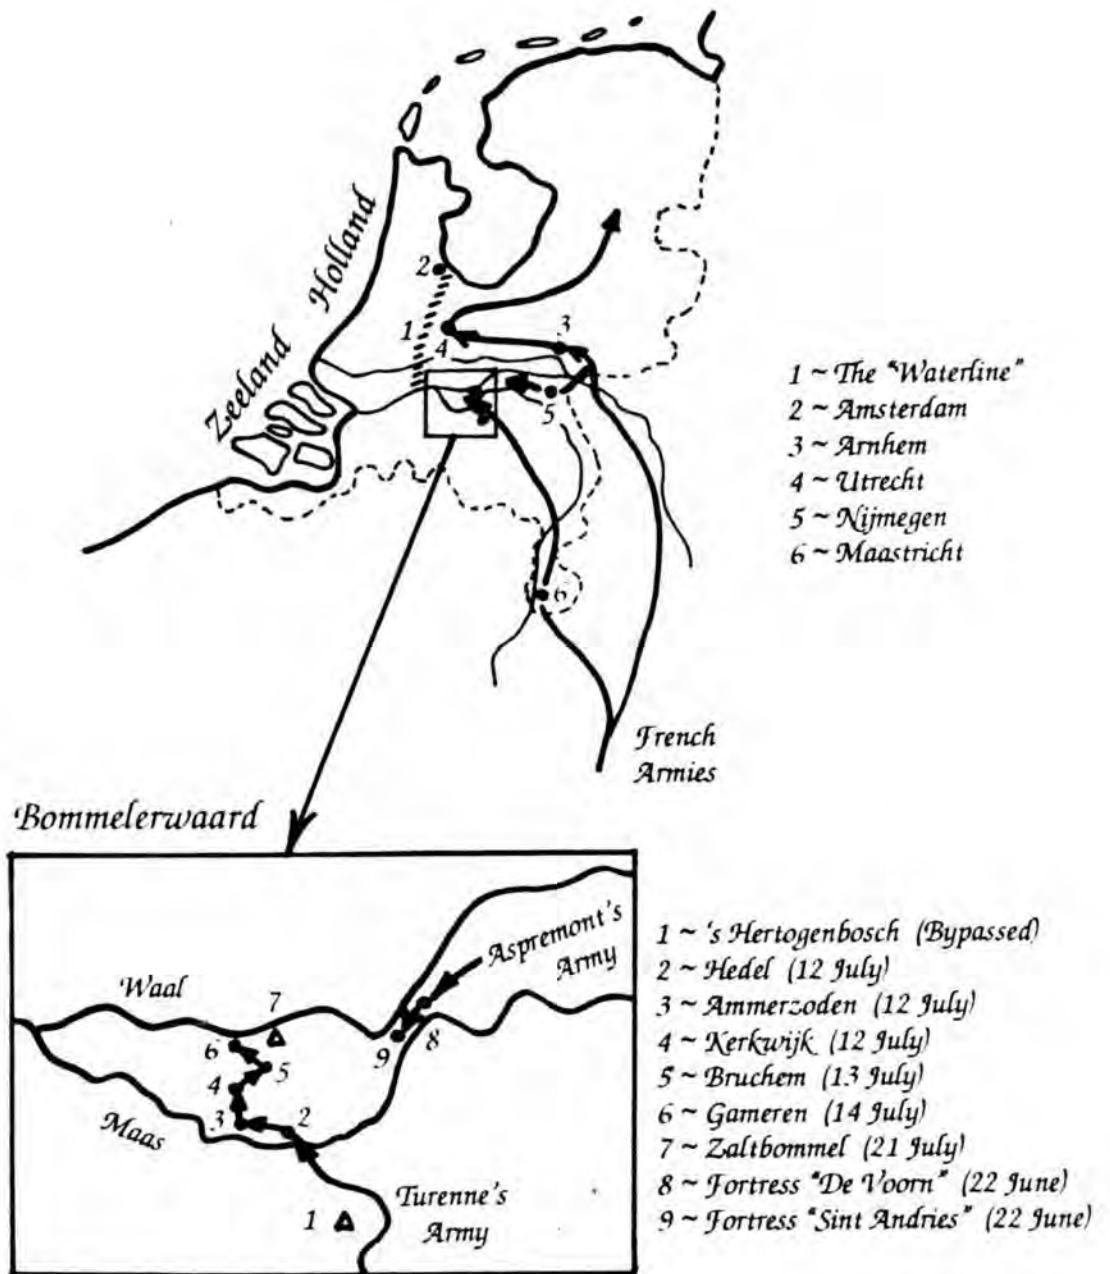 Holland
Zeeland
2
1
4
3
5
6
1 ~ The "Waterline"
2 ~ Amsterdam
3 ~ Arnhem
4 ~ Utrecht
5 ~ Nijmegen
6 ~ Maastricht
French
Armies
Bommelerwaard
Waal
Maas
Aspremont's
Army
7
6
5
4
3
2
9
8
1
Turenne's
Army
1 ~ 's Hertogenbosch (Bypassed)
2 ~ Hedel (12 July)
3 ~ Ammerzoden (12 July)
4 ~ Kerkwijk (12 July)
5 ~ Bruchem (13 July)
6 ~ Gameren (14 July)
7 ~ Zaltbommel (21 July)
8 ~ Fortress "De Voorn" (22 June)
9 ~ Fortress "Sint Andries" (22 June)